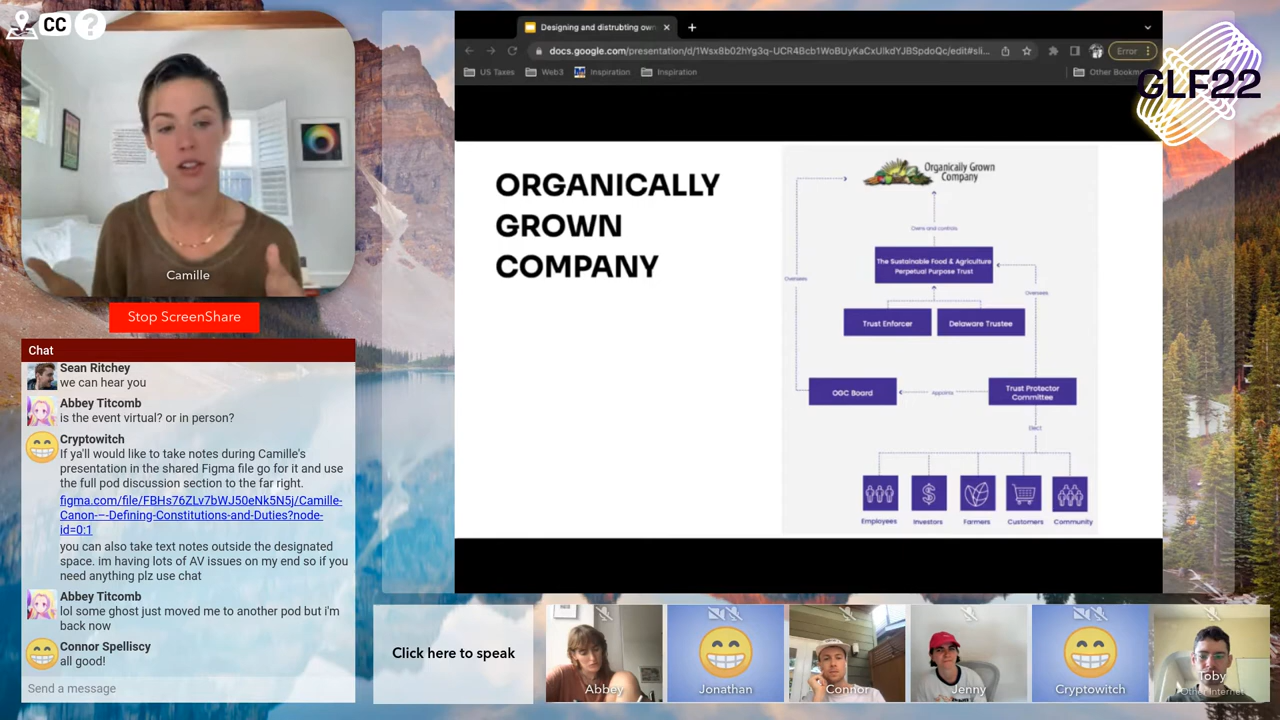 CC
?
Camille
Stop ScreenShare
Chat
Sean Ritchey
we can hear you
Abbey Titcomb
is the event virtual? or in person?
Cryptowitch
If ya'll would like to take notes during Camille's
presentation in the shared Figma file go for it and use
the full pod discussion section to the far right.
figma.com/file/FBHs76ZLv7bWJ50eNk5N5j/Camille-
Canon-–-Defining-Constitutions-and-Duties?node-
id=0:1
you can also take text notes outside the designated
space. im having lots of AV issues on my end so if you
need anything plz use chat
Abbey Titcomb
lol some ghost just moved me to another pod but i'm
back now
Connor Spelliscy
all good!
Send a message
Designing and distrubting own
docs.google.com/presentation/d/1Wsx8b02hYg3q-UCR48cb1WoBUyKaCxUlkdYJBSpdoQc/edit#sli...
Error
US Taxes
Web3
Inspiration
Inspiration
Other Bookm
GLF22
ORGANICALLY
GROWN
COMPANY
Organically Grown
Company
Owns and controls
The Sustainable Food & Agriculture
Perpetual Purpose Trust
Oversees
Oversees
Trust Enforcer
Delaware Trustee
OGC Board
Appoints
Trust Protector
Committee
Elect
Employees
Investors
Farmers
Customers
Community
Click here to speak
Abbey
Jonathan
Connor
Jenny
Cryptowitch
Toby
Other Internet